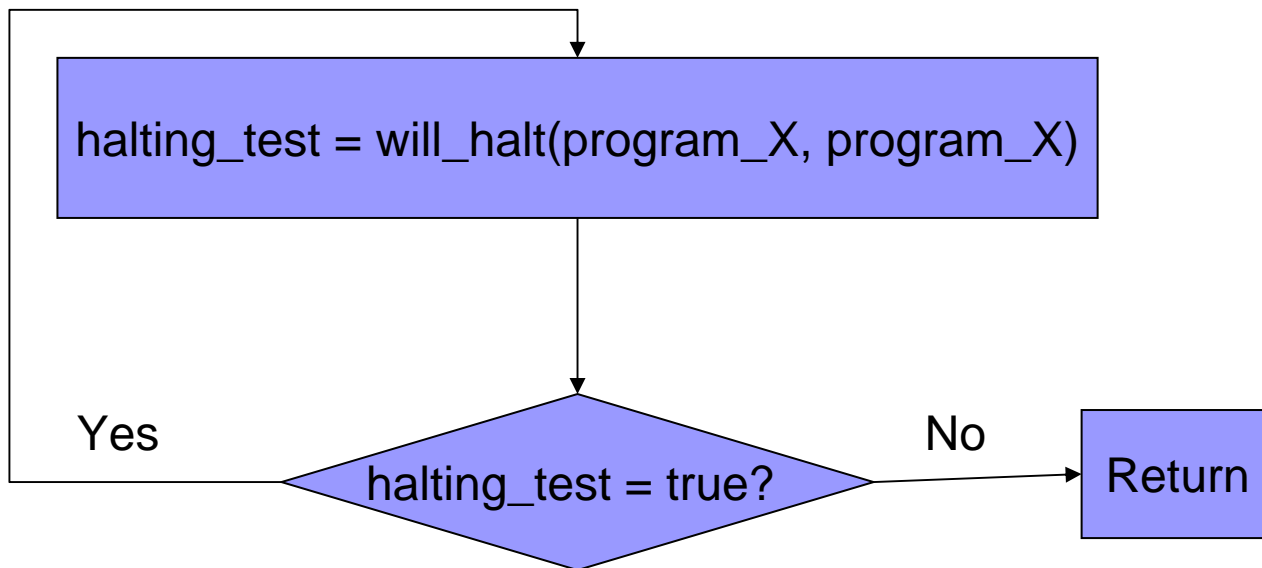 halting_test = will_halt(program_X, program_X)
Yes
No
halting_test = true?
Return